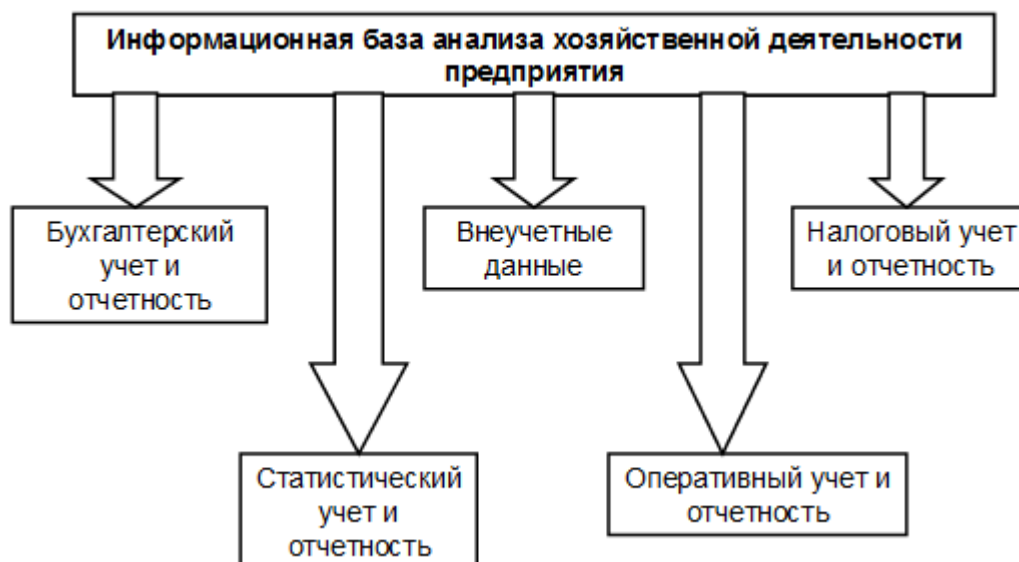 Информационная база анализа хозяйственной деятельности
предприятия
Бухгалтерский
учет и
отчетность
Внеучетные
данные
Налоговый учет
и отчетность
Статистический
учет и
отчетность
Оперативный учет и
отчетность